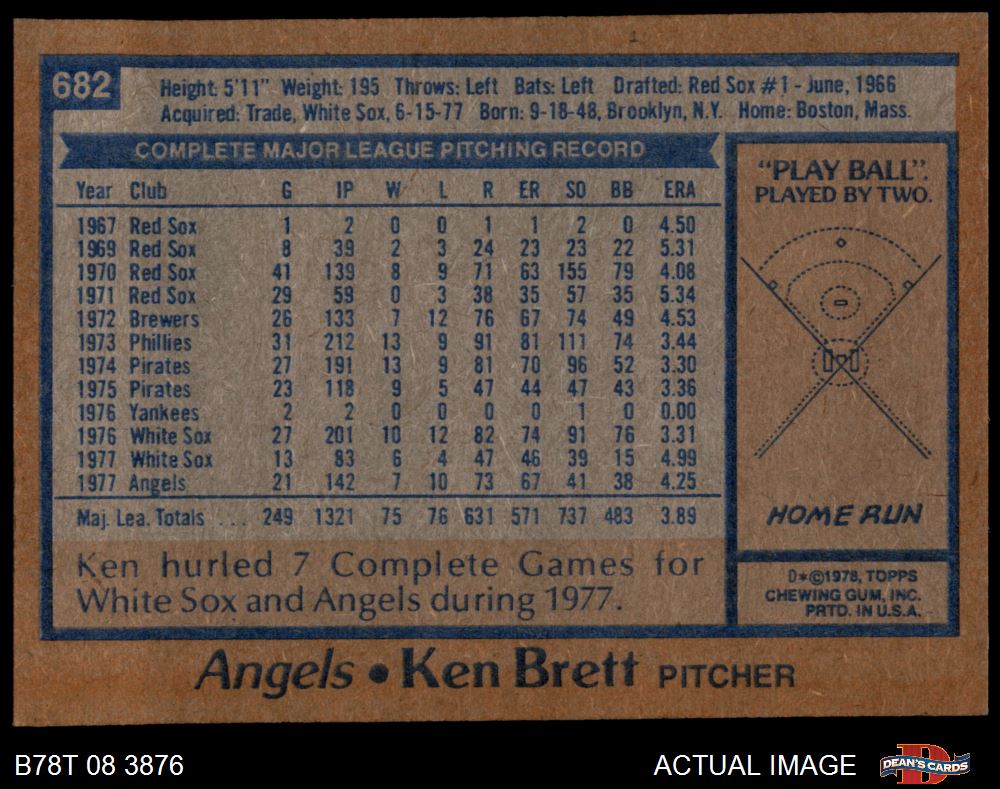 682
Height: 5'11" Weight: 195 Throws: Left Bats: Left Drafted: Red Sox #1 - June, 1966
Acquired: Trade, White Sox, 6-15-77 Born: 9-18-48, Brooklyn, N.Y. Home: Boston, Mass.
COMPLETE MAJOR LEAGUE PITCHING RECORD
Year Club G IP W L R ER SO BB ERA
1967 Red Sox 1 2 0 0 1 1 2 0 4.50
1969 Red Sox 8 39 2 3 24 23 23 22 5.31
1970 Red Sox 41 139 8 9 71 63 155 79 4.08
1971 Red Sox 29 59 0 3 38 35 57 35 5.34
1972 Brewers 26 133 7 12 76 67 74 49 4.53
1973 Phillies 31 212 13 9 91 81 111 74 3.44
1974 Pirates 27 191 13 9 81 70 96 52 3.30
1975 Pirates 23 118 9 5 47 44 47 43 3.36
1976 Yankees 2 2 0 0 0 0 1 0 0.00
1976 White Sox 27 201 10 12 82 74 91 76 3.31
1977 White Sox 13 83 6 4 47 46 39 15 4.99
1977 Angels 21 142 7 10 73 67 41 38 4.25
Maj. Lea. Totals ... 249 1321 75 76 631 571 737 483 3.89
Ken hurled 7 Complete Games for
White Sox and Angels during 1977.
"PLAY BALL".
PLAYED BY TWO.
HOME RUN
D*©1978, TOPPS
CHEWING GUM, INC.
PRTD. IN U.S.A.
Angels • Ken Brett PITCHER
B78T 08 3876
ACTUAL IMAGE
D
DEAN'S CARDS